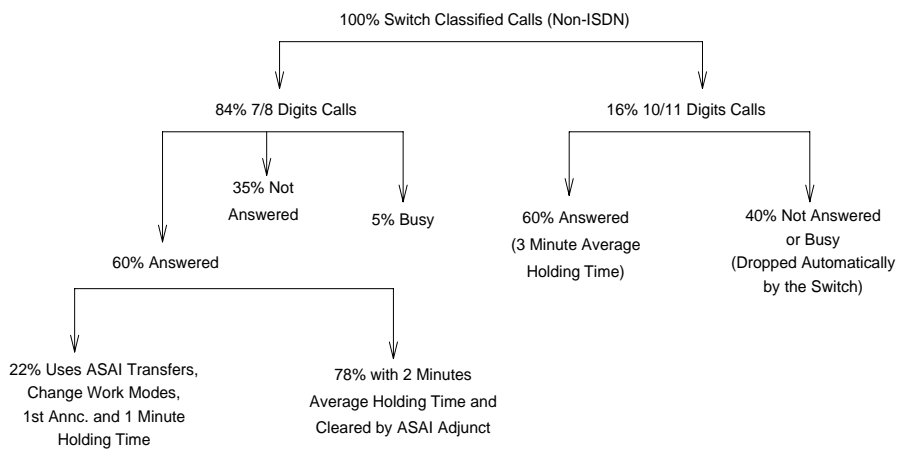 100% Switch Classified Calls (Non-ISDN)
84% 7/8 Digits Calls
16% 10/11 Digits Calls
35% Not
Answered
5% Busy
60% Answered
60% Answered
(3 Minute Average
Holding Time)
40% Not Answered
or Busy
(Dropped Automatically
by the Switch)
22% Uses ASAI Transfers,
Change Work Modes,
1st Annc. and 1 Minute
Holding Time
78% with 2 Minutes
Average Holding Time and
Cleared by ASAI Adjunct